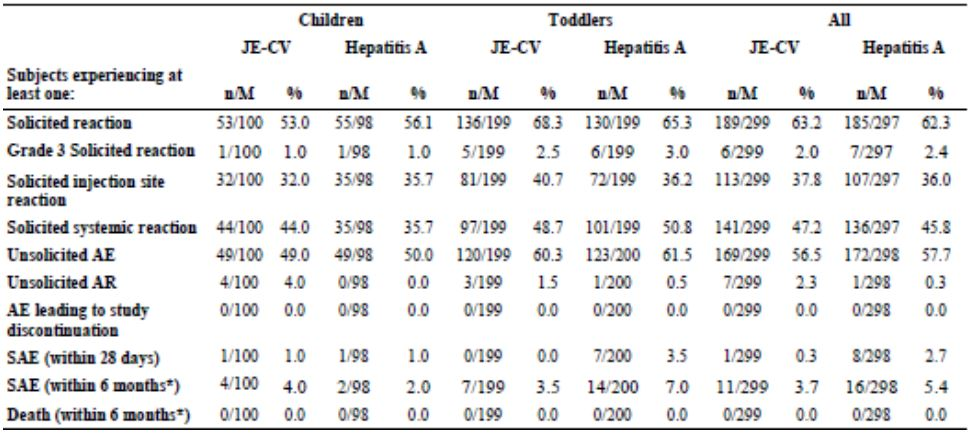 Children Toddlers All
JE-CV Hepatitis A JE-CV Hepatitis A JE-CV Hepatitis A
Subjects experiencing at
least one: n/M % n/M % n/M % n/M % n/M % n/M %
Solicited reaction 53/100 53.0 55/98 56.1 136/199 68.3 130/199 65.3 189/299 63.2 185/297 62.3
Grade 3 Solicited reaction 1/100 1.0 1/98 1.0 5/199 2.5 6/199 3.0 6/299 2.0 7/297 2.4
Solicited injection site 32/100 32.0 35/98 35.7 81/199 40.7 72/199 36.2 113/299 37.8 107/297 36.0
reaction
Solicited systemic reaction 44/100 44.0 35/98 35.7 97/199 48.7 101/199 50.8 141/299 47.2 136/297 45.8
Unsolicited AE 49/100 49.0 49/98 50.0 120/199 60.3 123/200 61.5 169/299 56.5 172/298 57.7
Unsolicited AR 4/100 4.0 0/98 0.0 3/199 1.5 1/200 0.5 7/299 2.3 1/298 0.3
AE leading to study 0/100 0.0 0/98 0.0 0/199 0.0 0/200 0.0 0/299 0.0 0/298 0.0
discontinuation
SAE (within 28 days) 1/100 1.0 1/98 1.0 0/199 0.0 7/200 3.5 1/299 0.3 8/298 2.7
SAE (within 6 months*) 4/100 4.0 2/98 2.0 7/199 3.5 14/200 7.0 11/299 3.7 16/298 5.4
Death (within 6 months*) 0/100 0.0 0/98 0.0 0/199 0.0 0/200 0.0 0/299 0.0 0/298 0.0